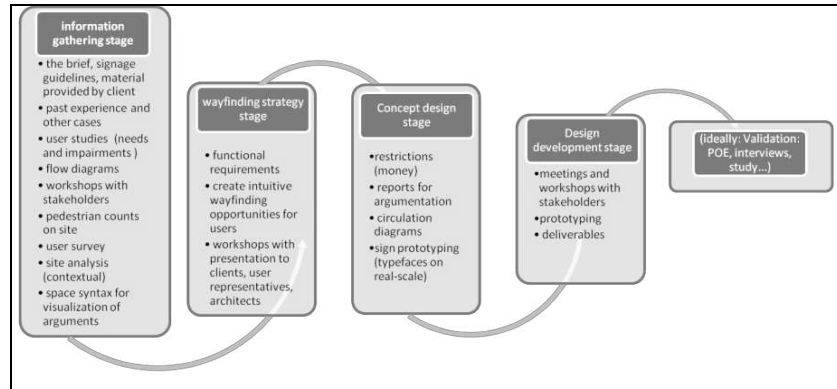 information
gathering stage
• the brief, signage
guidelines, material
provided by client
• past experience and
other cases
• user studies (needs
and impairments )
• flow diagrams
• workshops with
stakeholders
• pedestrian counts
on site
• user survey
• site analysis
(contextual)
• space syntax for
visualization of
arguments
wayfinding strategy
stage
• functional
requirements
• create intuitive
wayfinding
opportunities for
users
• workshops with
presentation to
clients, user
representatives,
architects
Concept design
stage
•restrictions
(money)
• reports for
argumentation
• circulation
diagrams
•sign prototyping
(typefaces on
real-scale)
Design
development stage
•meetings and
workshops with
stakeholders
• prototyping
• deliverables
(ideally: Validation:
POE, interviews,
study...)